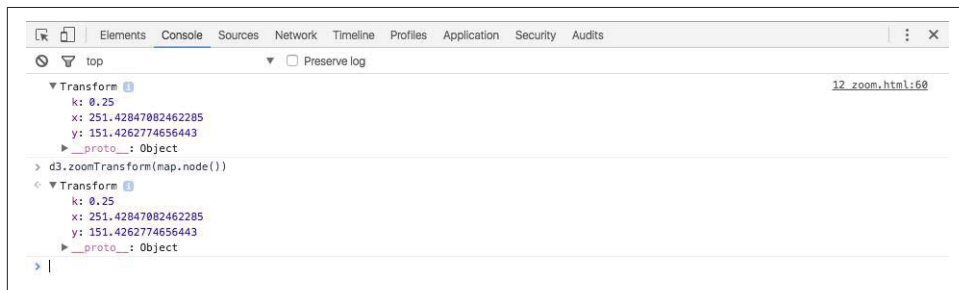 Elements Console Sources Network Timeline Profiles Application Security Audits
top Preserve log
Transform 12_zoom.html:60
k: 0.25
x: 251.42847082462285
y: 151.4262774656443
__proto__: Object
> d3.zoomTransform(map.node())
Transform
k: 0.25
x: 251.42847082462285
y: 151.4262774656443
__proto__: Object
>